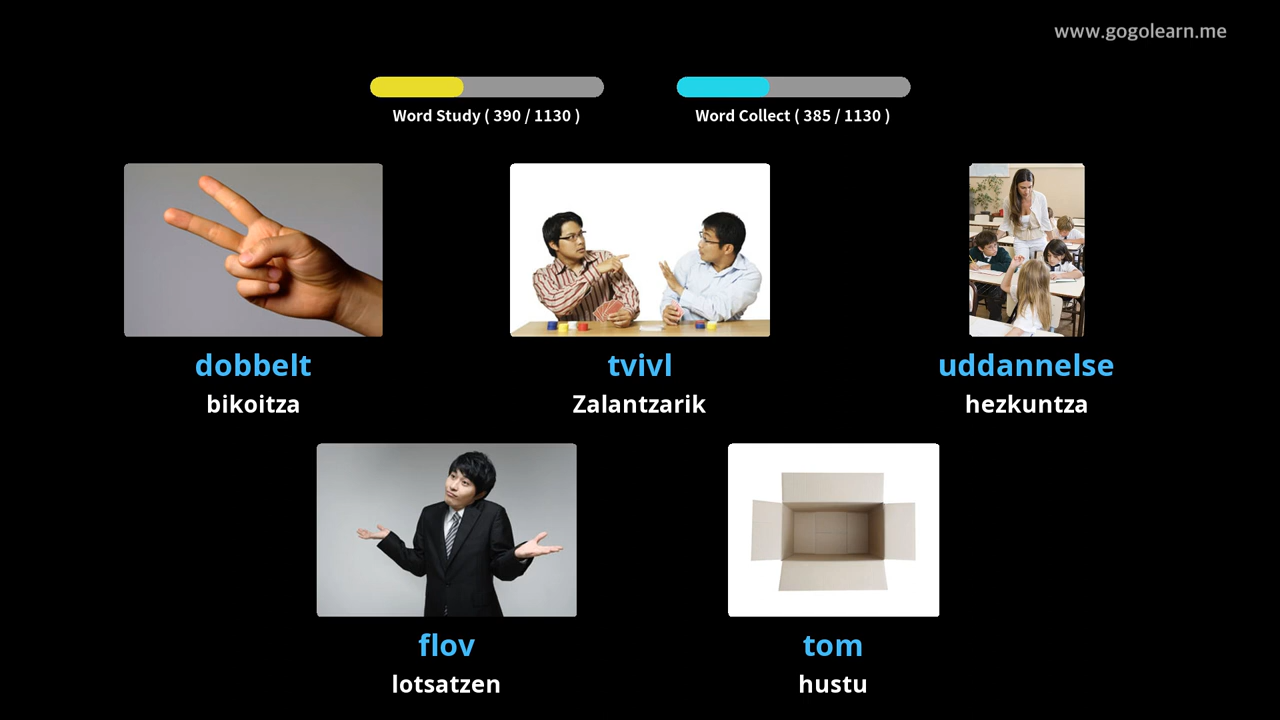 www.gogolearn.me
Word Study ( 390 / 1130 )
Word Collect ( 385 / 1130 )
dobbelt
bikoitza
tvivl
Zalantzarik
uddannelse
hezkuntza
flov
lotsatzen
tom
hustu